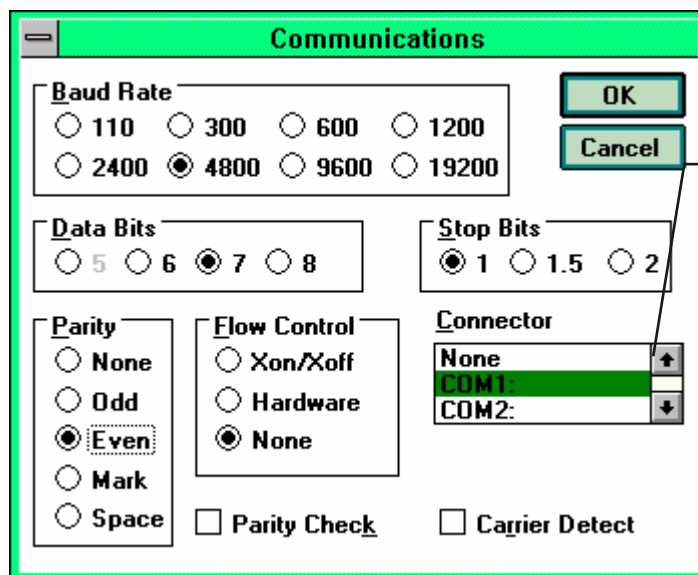 Communications
Baud Rate
110 300 600 1200
2400 4800 9600 19200
OK
Cancel
Data Bits
5 6 7 8
Stop Bits
1 1.5 2
Parity
None
Odd
Even
Mark
Space
Flow Control
Xon/Xoff
Hardware
None
Connector
None
COM1:
COM2:
Parity Check
Carrier Detect